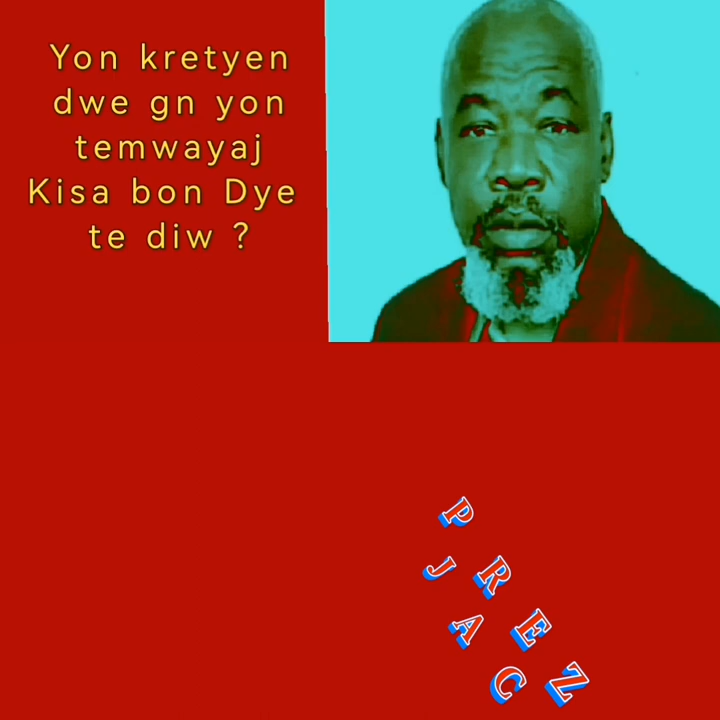 Yon kretyen
dwe gn yon
temwayaj
Kisa bon Dye
te diw ?
PREZ
JAC